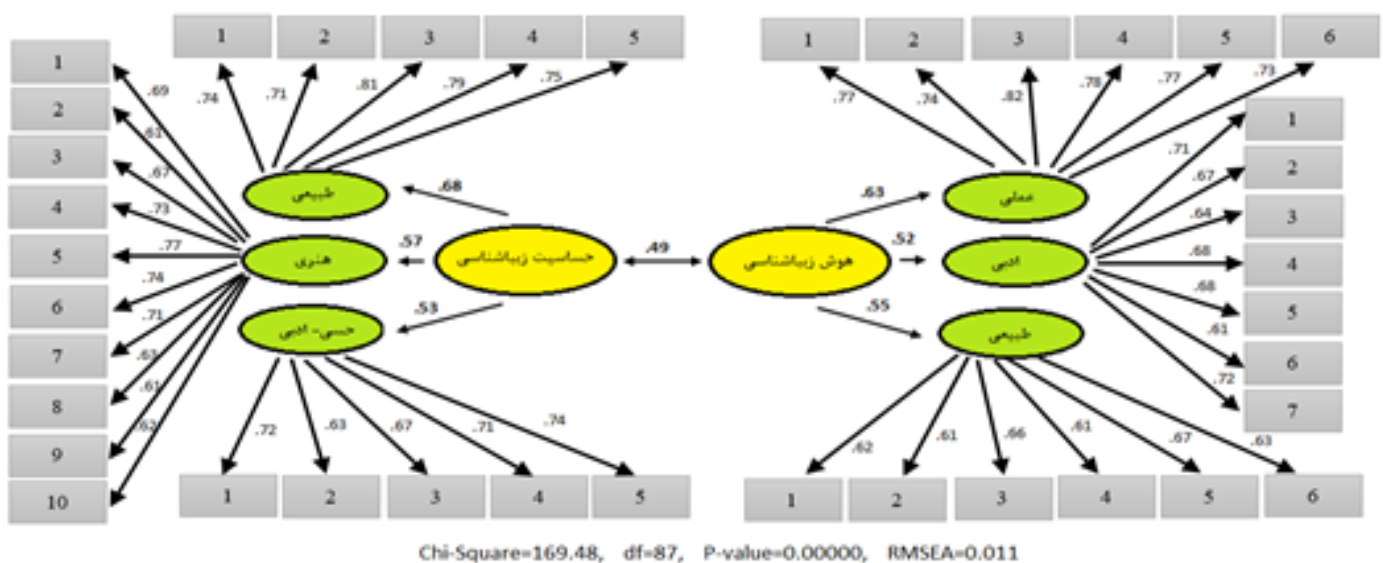 1 2 3 4 5
.74 .71 .81 .79 .75
1 2 3 4 5 6
.77 .74 .82 .78 .77 .73
1
2
3
4
5
6
7
8
9
10
.69
.61
.67
.73
.77
.74
.71
.63
.61
.62
طبیعی
هنری
حسی- ادبی
.68
.57
.53
حساسیت زیباشناسی
.49
هوش زیباشناسی
.63
.52
.55
عملی
ادبی
طبیعی
.71
.67
.64
.68
.68
.61
.72
1
2
3
4
5
6
7
.72 .63 .67 .71 .74
1 2 3 4 5
.62 .61 .66 .61 .67 .63
1 2 3 4 5 6
Chi-Square=169.48, df=87, P-value=0.00000, RMSEA=0.011